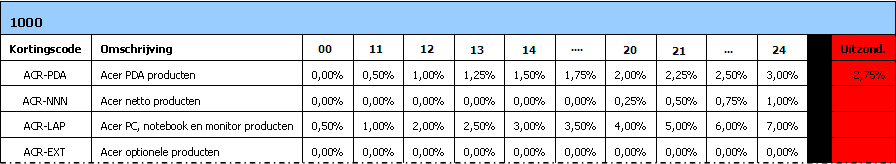 1000
Kortingscode Omschrijving 00 11 12 13 14 .... 20 21 ... 24 Uitzond.
ACR-PDA Acer PDA producten 0,00% 0,50% 1,00% 1,25% 1,50% 1,75% 2,00% 2,25% 2,50% 3,00% 2,75%
ACR-NNN Acer netto producten 0,00% 0,00% 0,00% 0,00% 0,00% 0,00% 0,25% 0,50% 0,75% 1,00%
ACR-LAP Acer PC, notebook en monitor producten 0,50% 1,00% 2,00% 2,50% 3,00% 3,50% 4,00% 5,00% 6,00% 7,00%
ACR-EXT Acer optionele producten 0,00% 0,00% 0,00% 0,00% 0,00% 0,00% 0,00% 0,00% 0,00% 0,00%